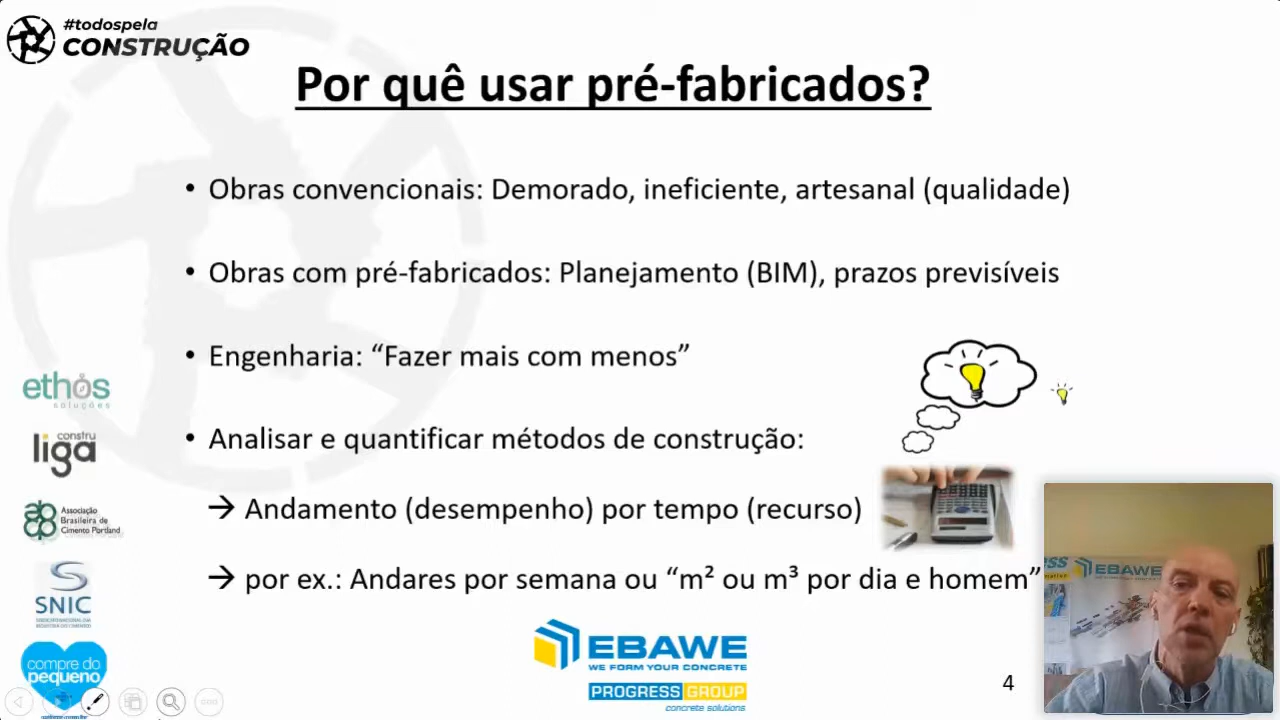 #todospela
CONSTRUÇÃO
Por quê usar pré-fabricados?
• Obras convencionais: Demorado, ineficiente, artesanal (qualidade)
• Obras com pré-fabricados: Planejamento (BIM), prazos previsíveis
• Engenharia: “Fazer mais com menos”
• Analisar e quantificar métodos de construção:
→ Andamento (desempenho) por tempo (recurso)
→ por ex.: Andares por semana ou “m² ou m³ por dia e homem”
ethos
soluções
constru
liga
Associação
Brasileira de
Cimento Portland
SNIC
compre do
pequeno
EBAWE
WE FORM YOUR CONCRETE
PROGRESS GROUP
concrete solutions
4
EBAWE